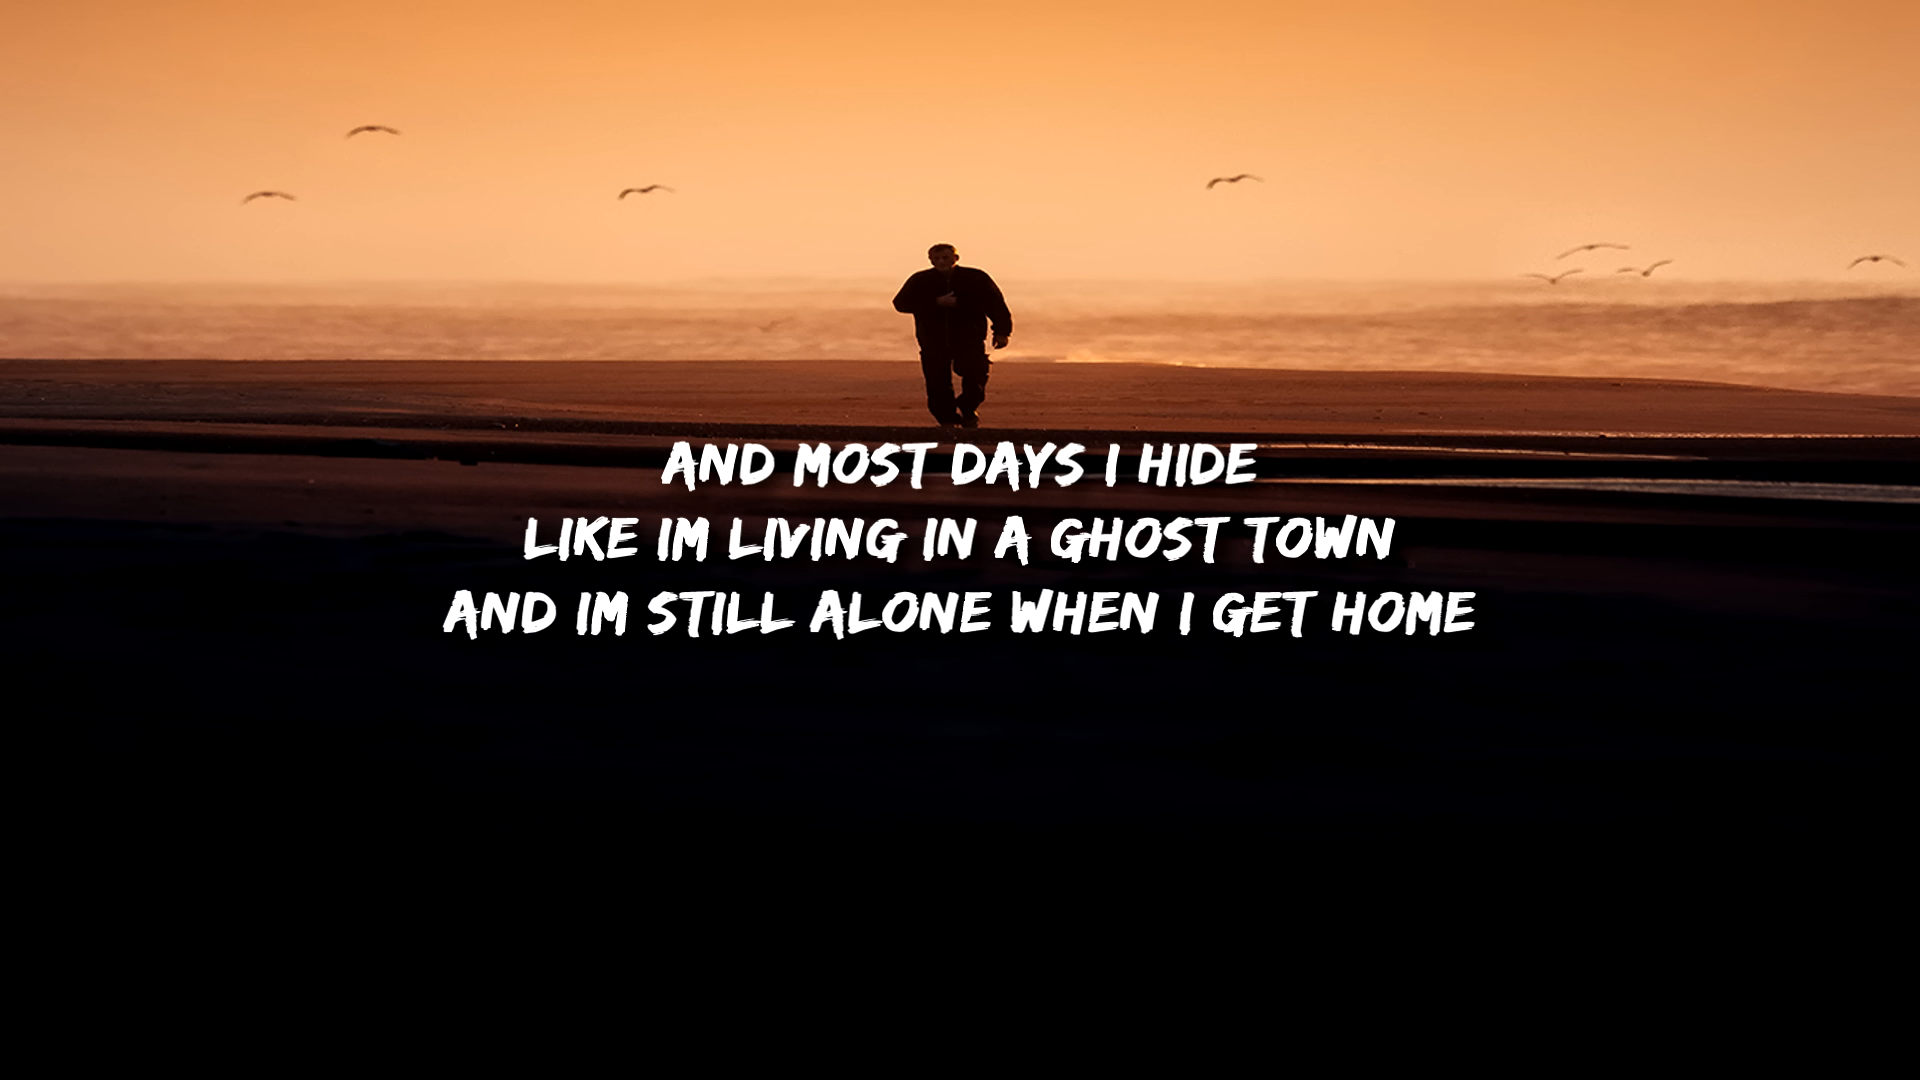 AND MOST DAYS I HIDE
LIKE IM LIVING IN A GHOST TOWN
AND IM STILL ALONE WHEN I GET HOME